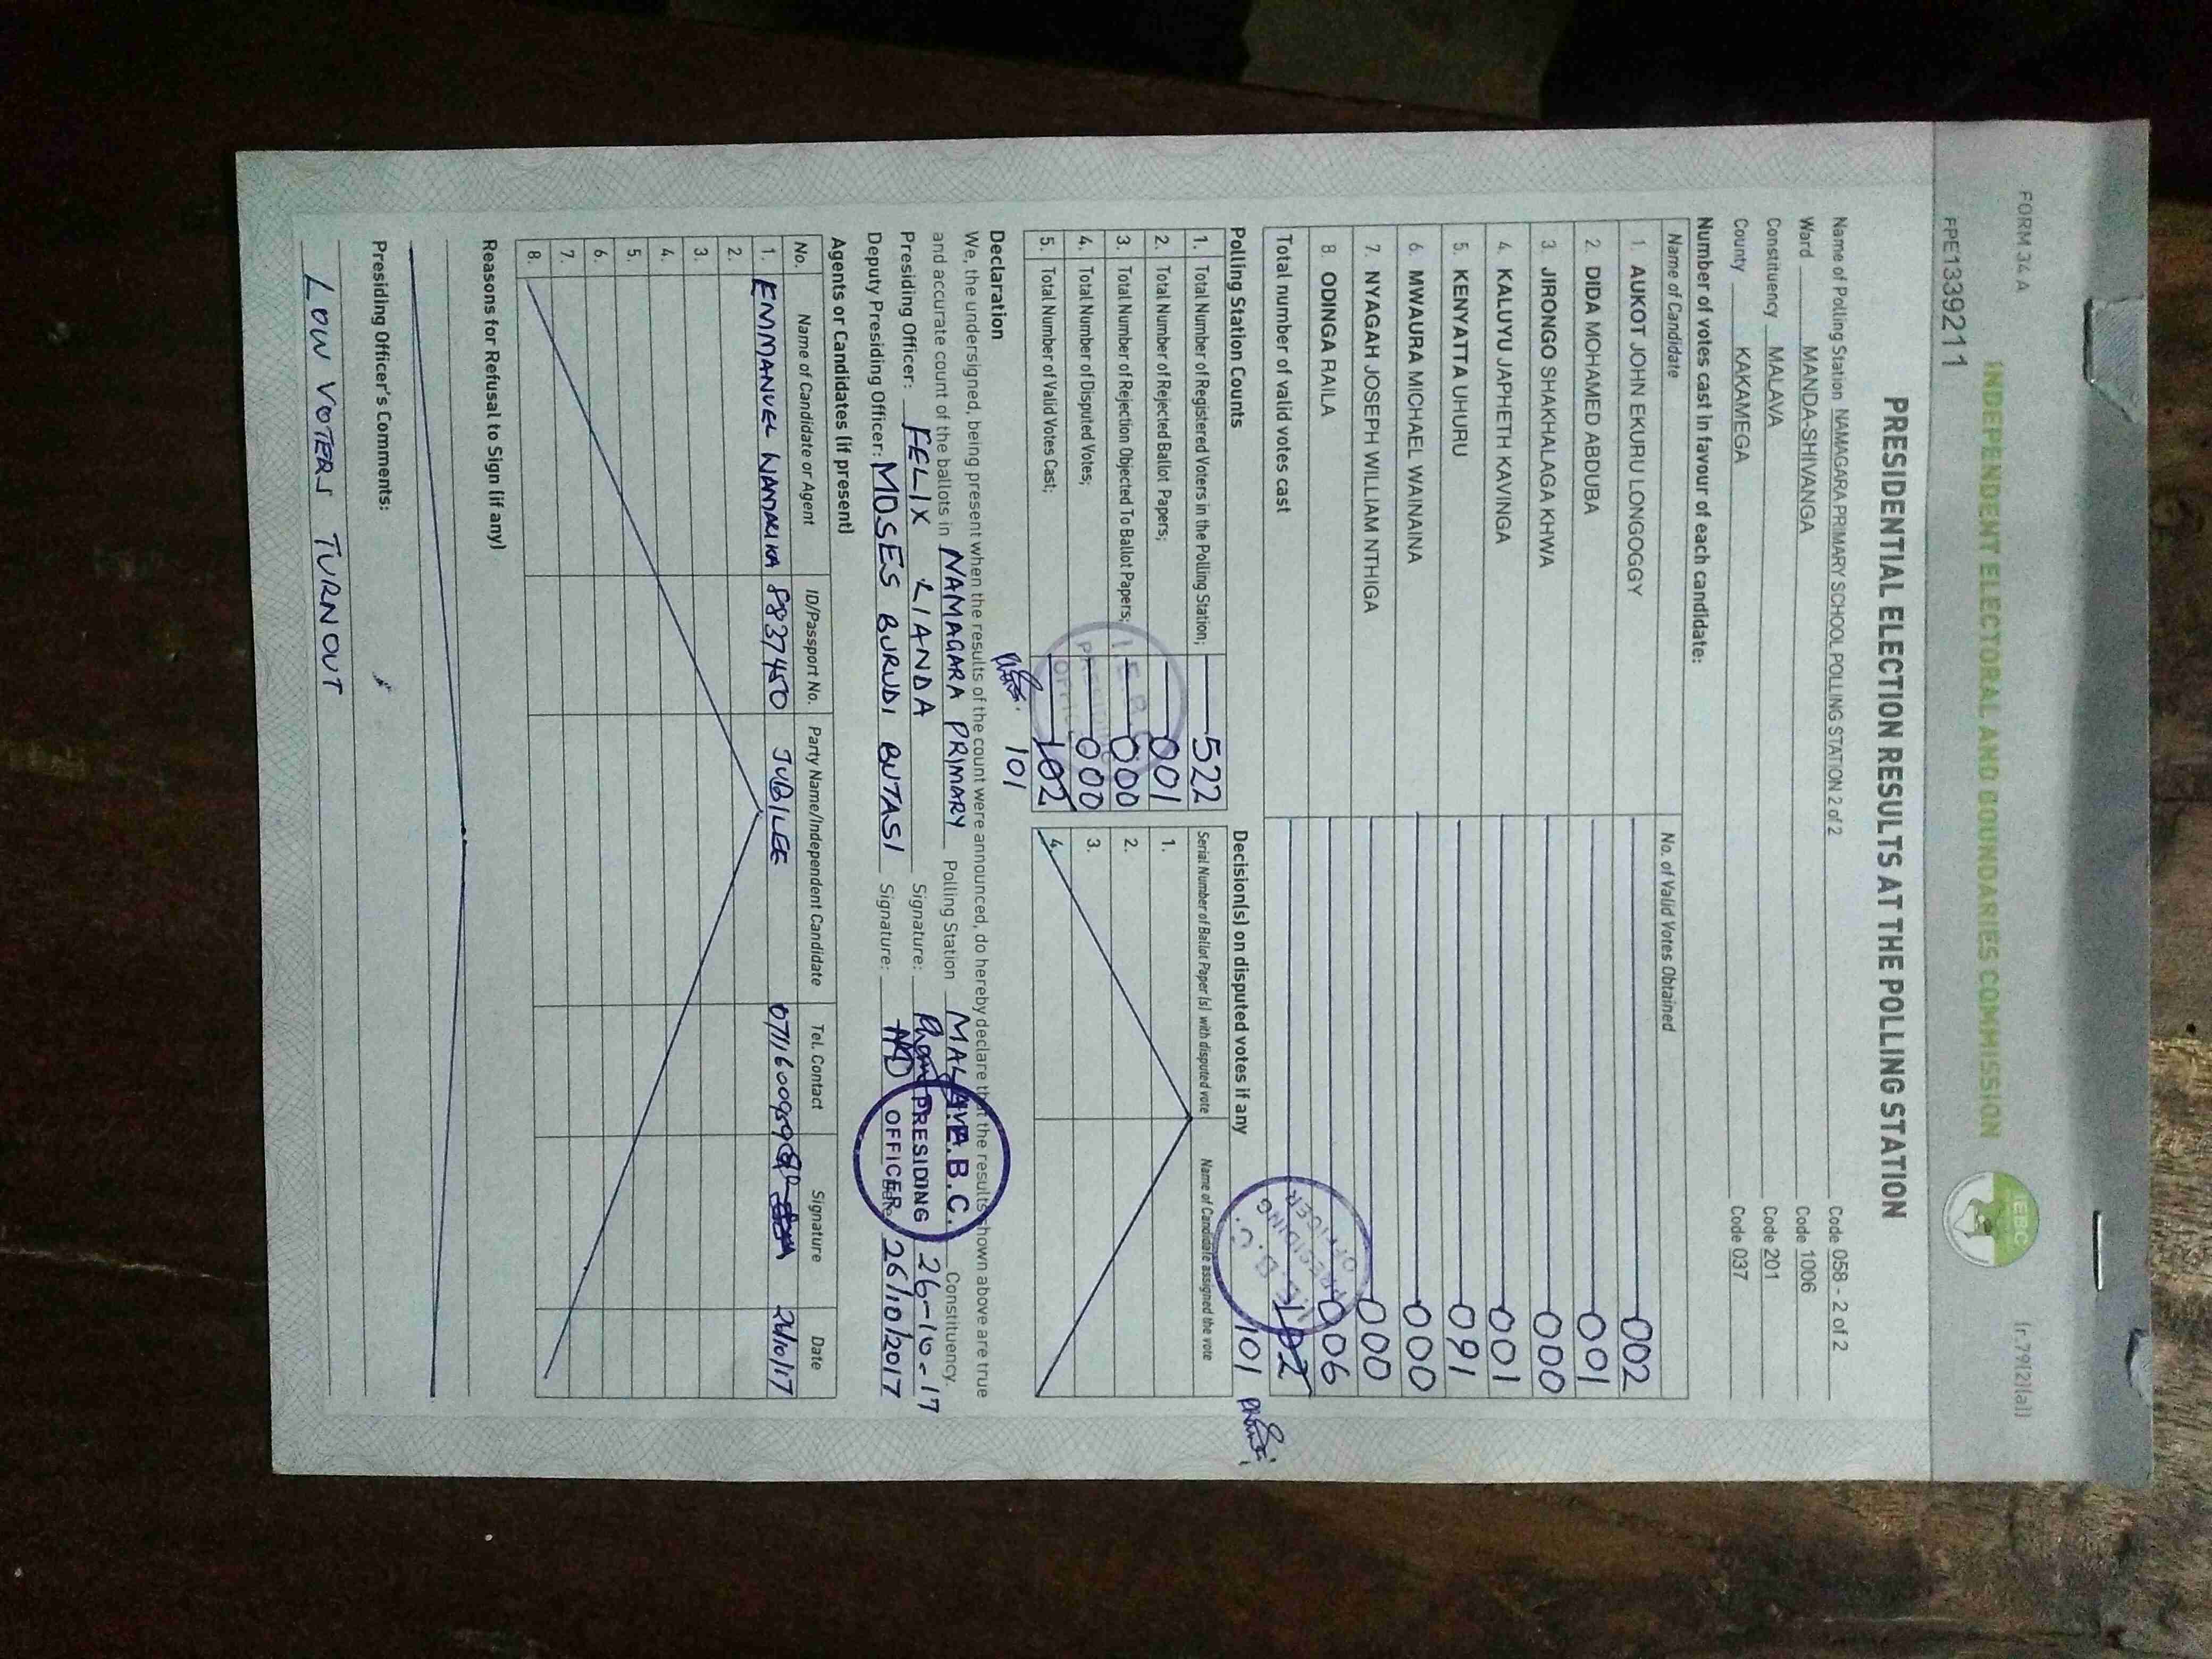 FORM 34 A (r.79(2)(a))
INDEPENDENT ELECTORAL AND BOUNDARIES COMMISSION
IEBC
FPE1339211
PRESIDENTIAL ELECTION RESULTS AT THE POLLING STATION
Name of Polling Station NAMAGARA PRIMARY SCHOOL POLLING STATION 2 of 2 Code 058 - 2 of 2
Ward MANDA-SHIVANGA Code 1006
Constituency MALAVA Code 201
County KAKAMEGA Code 037
Number of votes cast in favour of each candidate:
Name of Candidate No. of Valid Votes Obtained
1. AUKOT JOHN EKURU LONGOGGY 002
2. DIDA MOHAMED ABDUBA 001
3. JIRONGO SHAKHALAGA KHWA 000
4. KALUYU JAPHETH KAVINGA 001
5. KENYATTA UHURU 091
6. MWAURA MICHAEL WAINAINA 000
7. NYAGAH JOSEPH WILLIAM NTHIGA 000
8. ODINGA RAILA 006
Total number of valid votes cast 102 101
I.E.B.C. PRESIDING OFFICER
Polling Station Counts
1. Total Number of Registered Voters in the Polling Station; 522
2. Total Number of Rejected Ballot Papers; 001
3. Total Number of Rejection Objected To Ballot Papers; 000
4. Total Number of Disputed Votes; 000
5. Total Number of Valid Votes Cast; 102
101
Decision(s) on disputed votes if any
Serial Number of Ballot Paper (s) with disputed vote Name of Candidate assigned the vote
1.
2.
3.
4.
Declaration
We, the undersigned, being present when the results of the count were announced, do hereby declare that the results shown above are true
and accurate count of the ballots in NAMAGARA PRIMARY Polling Station MALAVA Constituency.
Presiding Officer: FELIX LIANDA Signature: 26-10-17
Deputy Presiding Officer: MOSES BURUDI BUTASI Signature: Date 26/10/2017
I.E.B.C. PRESIDING OFFICER
Agents or Candidates (if present)
No. Name of Candidate or Agent ID/Passport No. Party Name/Independent Candidate Tel. Contact Signature Date
1. EMMANUEL 8837450 JUBILEE 26/10/17
2.
3.
4.
5.
6.
7.
8.
Reasons for Refusal to Sign (if any)
Presiding Officer's Comments:
LOW VOTERS TURNOUT